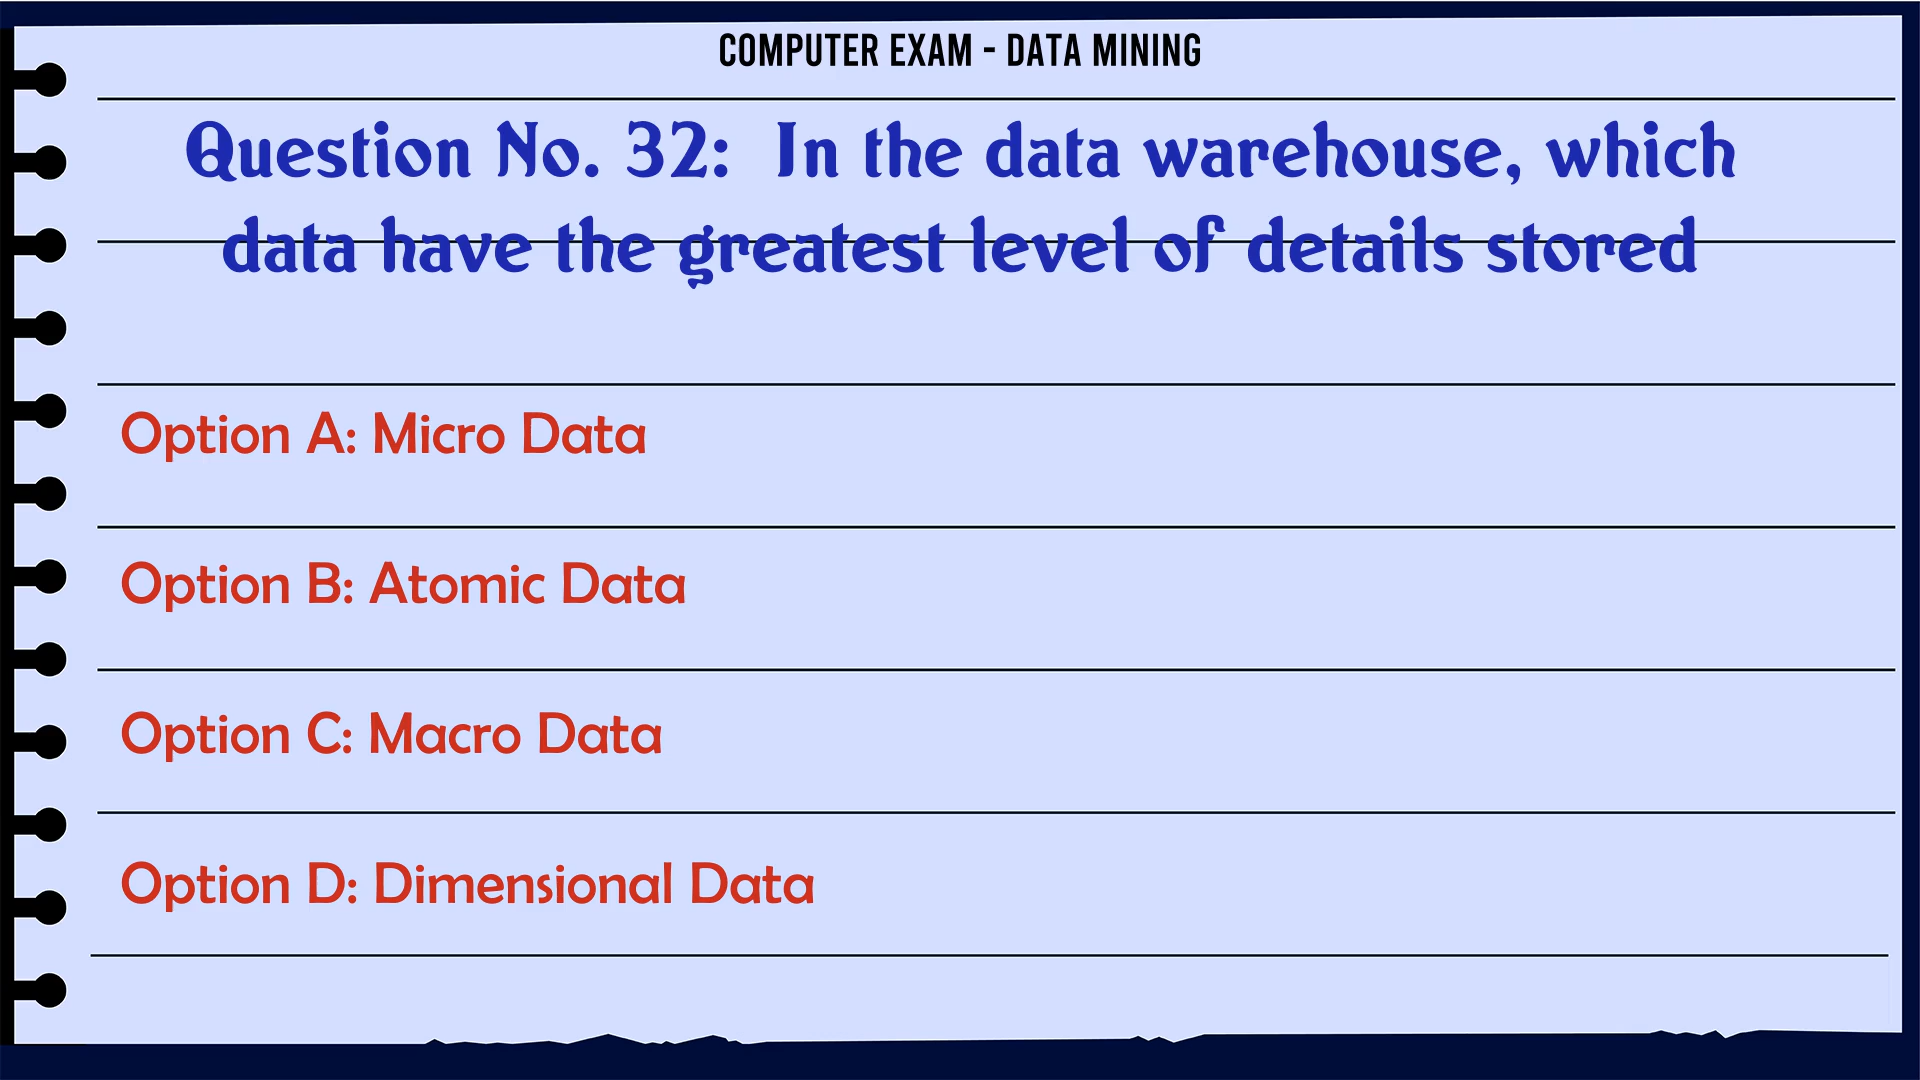 COMPUTER EXAM - DATA MINING
Question No. 32: In the data warehouse, which
data have the greatest level of details stored
Option A: Micro Data
Option B: Atomic Data
Option C: Macro Data
Option D: Dimensional Data